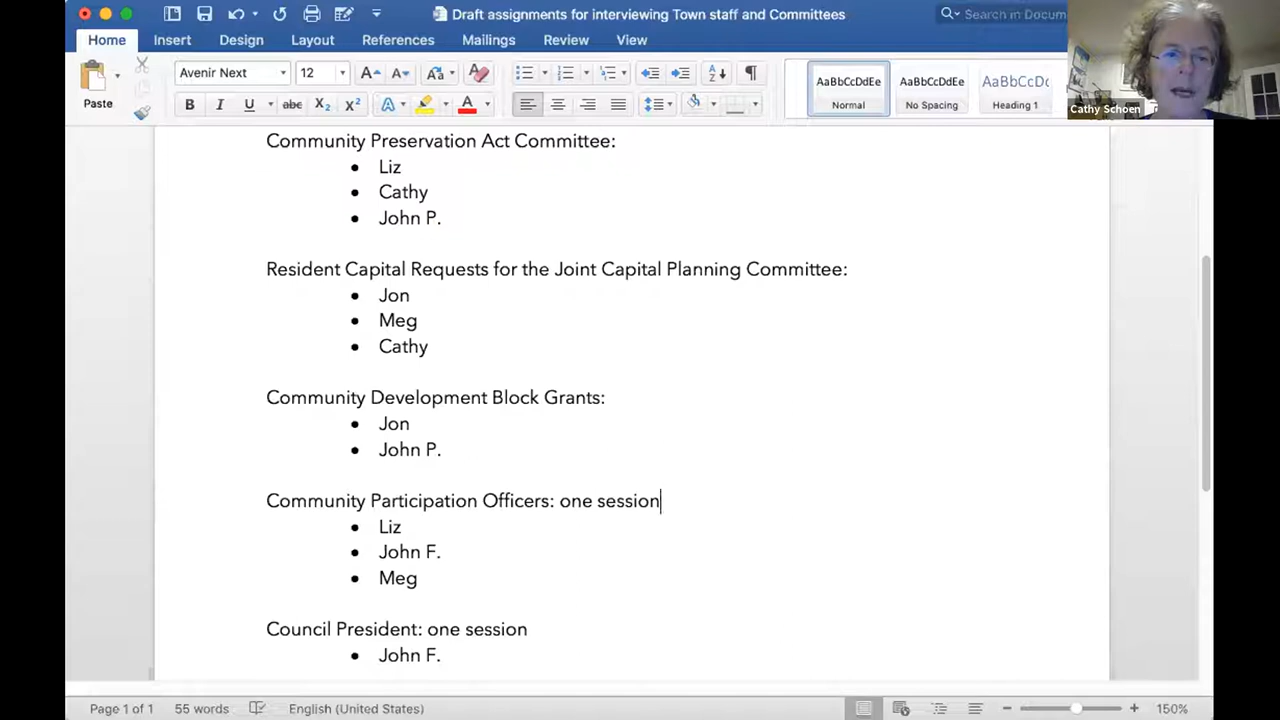 Draft assignments for interviewing Town staff and Committees
Search in Docum
Home Insert Design Layout References Mailings Review View
Paste
Avenir Next 12
AaBbCcDdEe AaBbCcDdEe AaBbCcDc
Normal No Spacing Heading 1
Cathy Schoen
Community Preservation Act Committee:
• Liz
• Cathy
• John P.
Resident Capital Requests for the Joint Capital Planning Committee:
• Jon
• Meg
• Cathy
Community Development Block Grants:
• Jon
• John P.
Community Participation Officers: one session
• Liz
• John F.
• Meg
Council President: one session
• John F.
Page 1 of 1 55 words English (United States) 150%